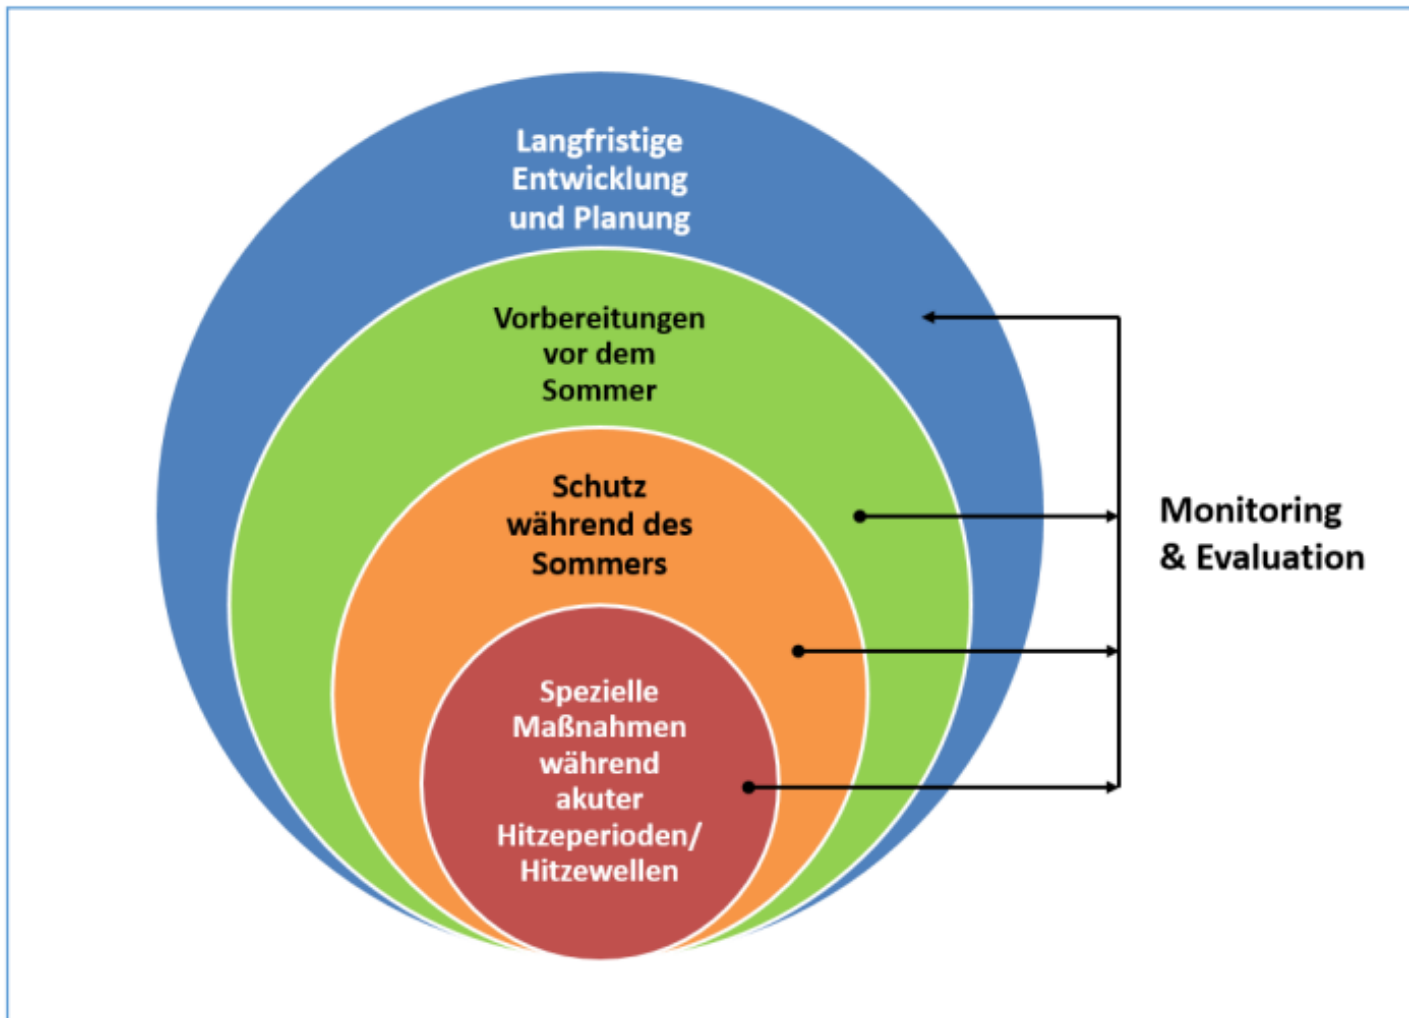 Langfristige
Entwicklung
und Planung
Vorbereitungen
vor dem
Sommer
Schutz
während des
Sommers
Spezielle
Maßnahmen
während
akuter
Hitzeperioden/
Hitzewellen
Monitoring
& Evaluation